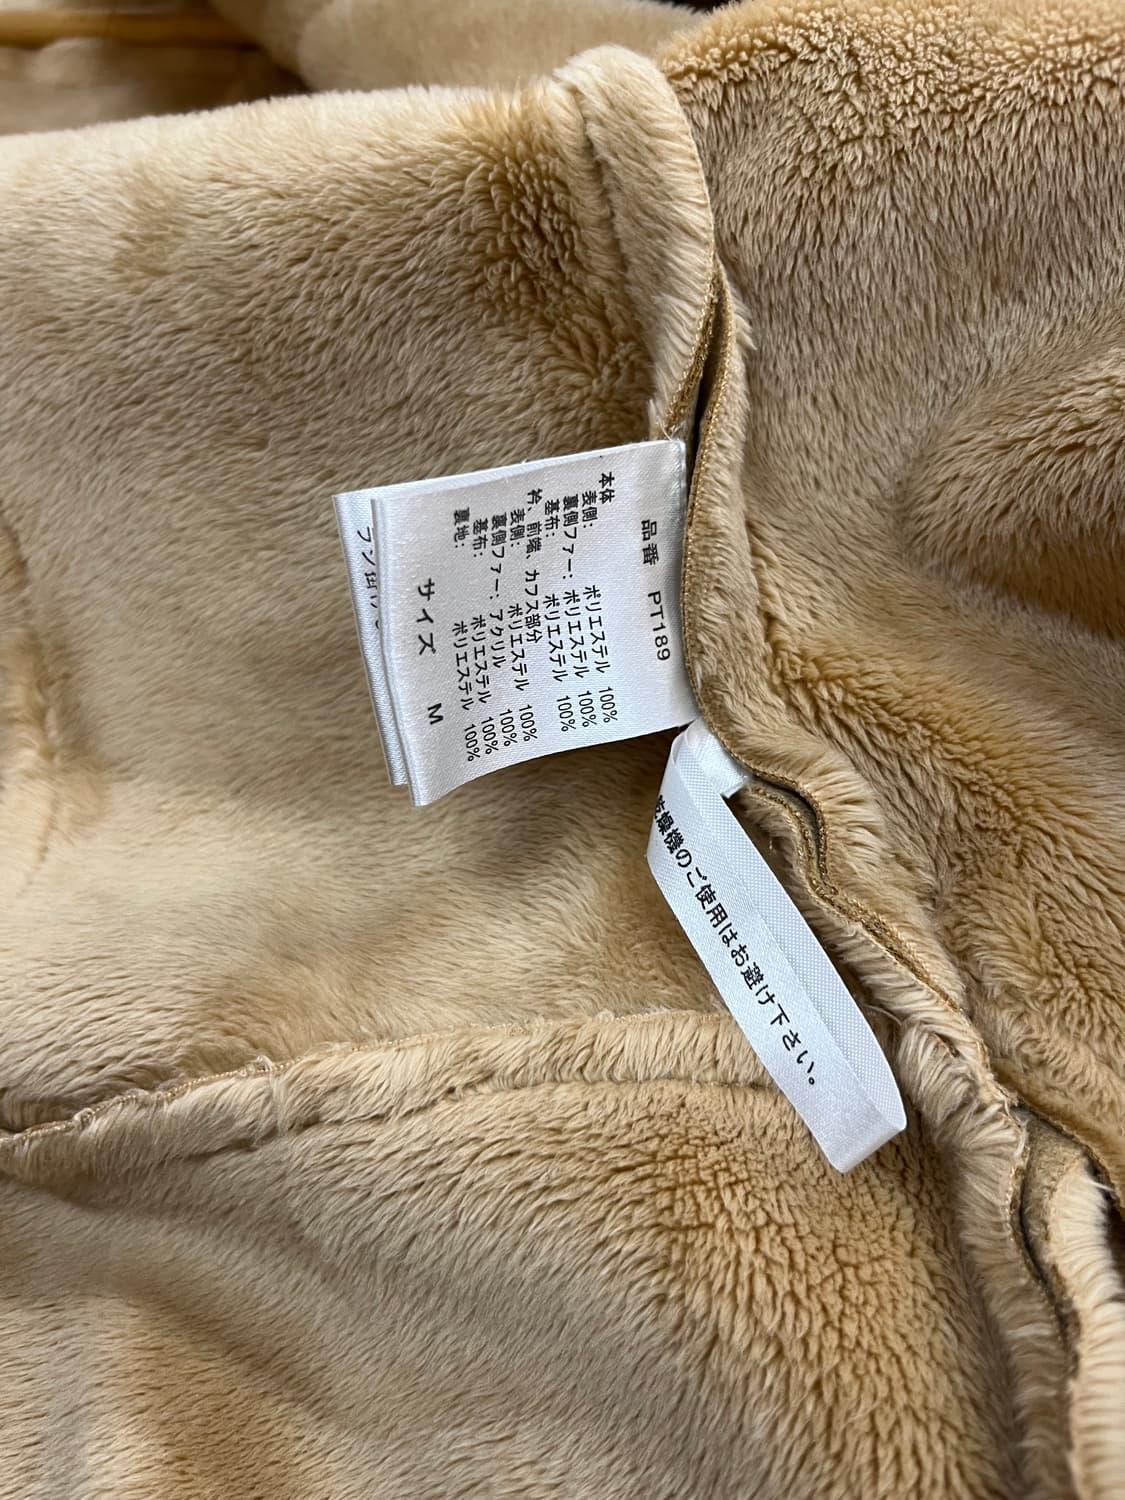 品番 PT189
本体
表側: ポリエステル 100%
裏側ファー: ポリエステル 100%
基布: ポリエステル 100%
衿、前端、カフス部分
表側: ポリエステル 100%
裏側ファー: アクリル 100%
基布: ポリエステル 100%
裏地: ポリエステル 100%
サイズ M
乾燥機のご使用はお避け下さい。